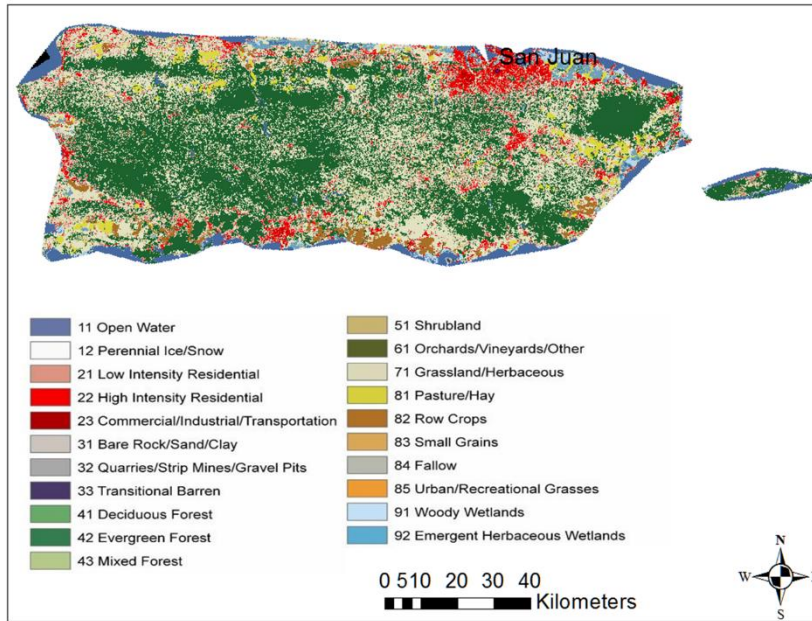 San Juan
11 Open Water
12 Perennial Ice/Snow
21 Low Intensity Residential
22 High Intensity Residential
23 Commercial/Industrial/Transportation
31 Bare Rock/Sand/Clay
32 Quarries/Strip Mines/Gravel Pits
33 Transitional Barren
41 Deciduous Forest
42 Evergreen Forest
43 Mixed Forest
51 Shrubland
61 Orchards/Vineyards/Other
71 Grassland/Herbaceous
81 Pasture/Hay
82 Row Crops
83 Small Grains
84 Fallow
85 Urban/Recreational Grasses
91 Woody Wetlands
92 Emergent Herbaceous Wetlands
0 5 10 20 30 40
Kilometers
N
W
S